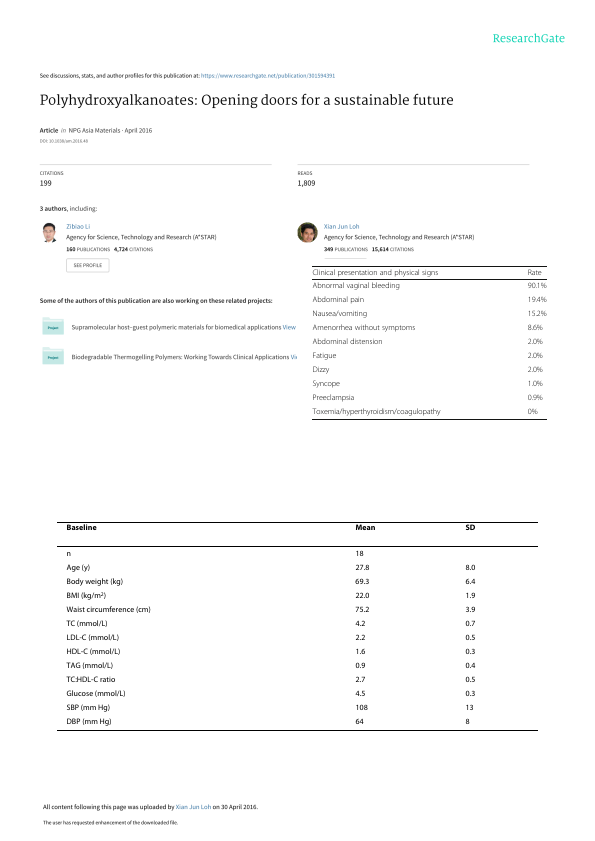 ResearchGate
See discussions, stats, and author profiles for this publication at: https://www.researchgate.net/publication/301594391
Polyhydroxyalkanoates: Opening doors for a sustainable future
Article in NPG Asia Materials · April 2016
DOI: 10.1038/am.2016.48
CITATIONS
199
READS
1,809
3 authors, including:
Zibiao Li
Agency for Science, Technology and Research (A*STAR)
160 PUBLICATIONS 4,724 CITATIONS
SEE PROFILE
Xian Jun Loh
Agency for Science, Technology and Research (A*STAR)
349 PUBLICATIONS 15,614 CITATIONS
Some of the authors of this publication are also working on these related projects:
Project
Supramolecular host–guest polymeric materials for biomedical applications View
Project
Biodegradable Thermogelling Polymers: Working Towards Clinical Applications Vi
Clinical presentation and physical signs Rate
Abnormal vaginal bleeding 90.1%
Abdominal pain 19.4%
Nausea/vomiting 15.2%
Amenorrhea without symptoms 8.6%
Abdominal distension 2.0%
Fatigue 2.0%
Dizzy 2.0%
Syncope 1.0%
Preeclampsia 0.9%
Toxemia/hyperthyroidism/coagulopathy 0%
Baseline Mean SD
n 18
Age (y) 27.8 8.0
Body weight (kg) 69.3 6.4
BMI (kg/m²) 22.0 1.9
Waist circumference (cm) 75.2 3.9
TC (mmol/L) 4.2 0.7
LDL-C (mmol/L) 2.2 0.5
HDL-C (mmol/L) 1.6 0.3
TAG (mmol/L) 0.9 0.4
TC:HDL-C ratio 2.7 0.5
Glucose (mmol/L) 4.5 0.3
SBP (mm Hg) 108 13
DBP (mm Hg) 64 8
All content following this page was uploaded by Xian Jun Loh on 30 April 2016.
The user has requested enhancement of the downloaded file.